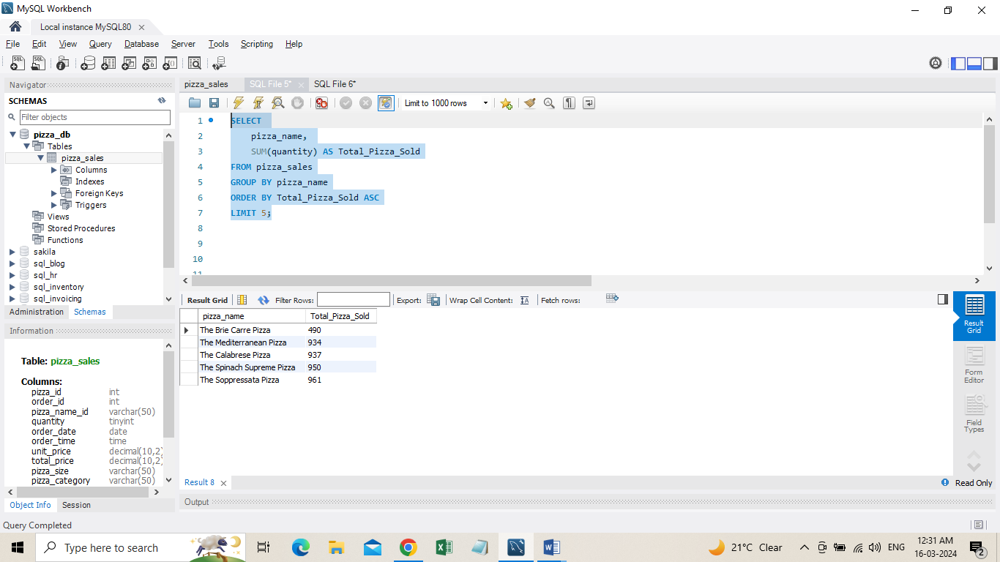 MySQL Workbench
Local instance MySQL80
File Edit View Query Database Server Tools Scripting Help
Navigator
SCHEMAS
Filter objects
pizza_db
Tables
pizza_sales
Columns
Indexes
Foreign Keys
Triggers
Views
Stored Procedures
Functions
sakila
sql_blog
sql_hr
sql_inventory
sql_invoicing
Administration Schemas
Information
Table: pizza_sales
Columns:
pizza_id int
order_id int
pizza_name_id varchar(50)
quantity tinyint
order_date date
order_time time
unit_price decimal(10,2)
total_price decimal(10,2)
pizza_size varchar(50)
pizza_category varchar(50)
Object Info Session
pizza_sales SQL File 5* SQL File 6*
Limit to 1000 rows
1 SELECT
2 pizza_name,
3 SUM(quantity) AS Total_Pizza_Sold
4 FROM pizza_sales
5 GROUP BY pizza_name
6 ORDER BY Total_Pizza_Sold ASC
7 LIMIT 5;
8
9
10
11
Result Grid Filter Rows: Export: Wrap Cell Content: Fetch rows:
pizza_name Total_Pizza_Sold
The Brie Carre Pizza 490
The Mediterranean Pizza 934
The Calabrese Pizza 937
The Spinach Supreme Pizza 950
The Soppressata Pizza 961
Result
Grid
Form
Editor
Field
Types
Result 8
Read Only
Output
Query Completed
Type here to search
21°C Clear
ENG
12:31 AM
16-03-2024
2